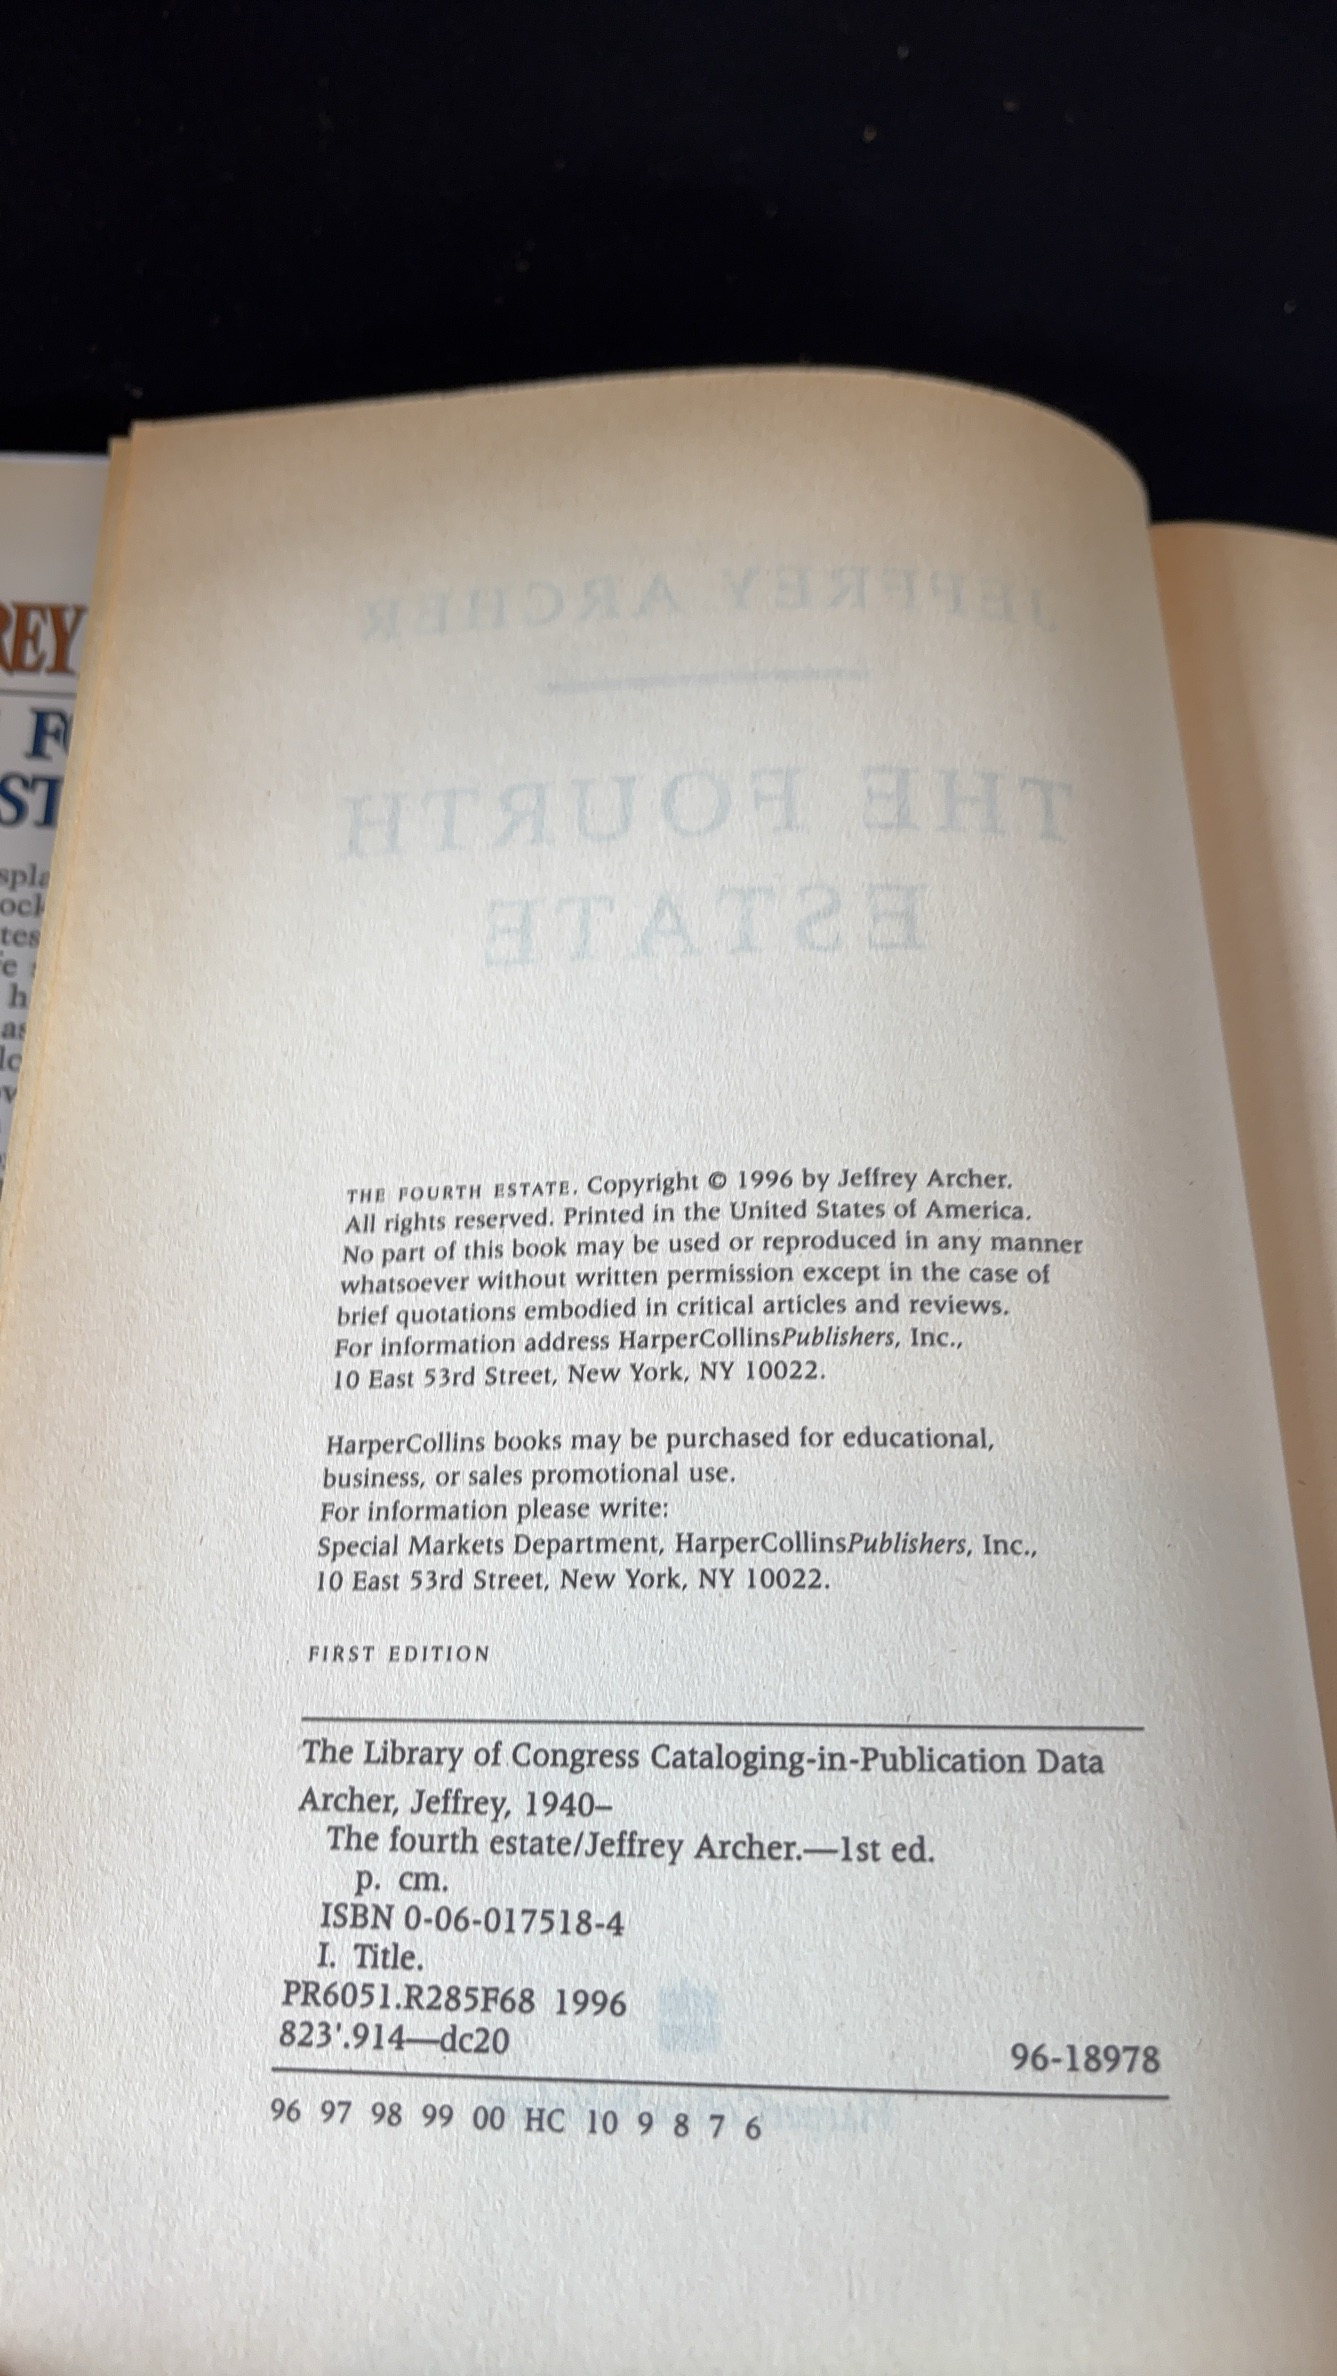 REY
F
ST
JEFFREY ARCHER
THE FOURTH
ESTATE
THE FOURTH ESTATE. Copyright © 1996 by Jeffrey Archer.
All rights reserved. Printed in the United States of America.
No part of this book may be used or reproduced in any manner
whatsoever without written permission except in the case of
brief quotations embodied in critical articles and reviews.
For information address HarperCollinsPublishers, Inc.,
10 East 53rd Street, New York, NY 10022.
HarperCollins books may be purchased for educational,
business, or sales promotional use.
For information please write:
Special Markets Department, HarperCollinsPublishers, Inc.,
10 East 53rd Street, New York, NY 10022.
FIRST EDITION
The Library of Congress Cataloging-in-Publication Data
Archer, Jeffrey, 1940–
The fourth estate/Jeffrey Archer.—1st ed.
p. cm.
ISBN 0-06-017518-4
I. Title.
PR6051.R285F68 1996
823'.914—dc20
96-18978
96 97 98 99 00 HC 10 9 8 7 6